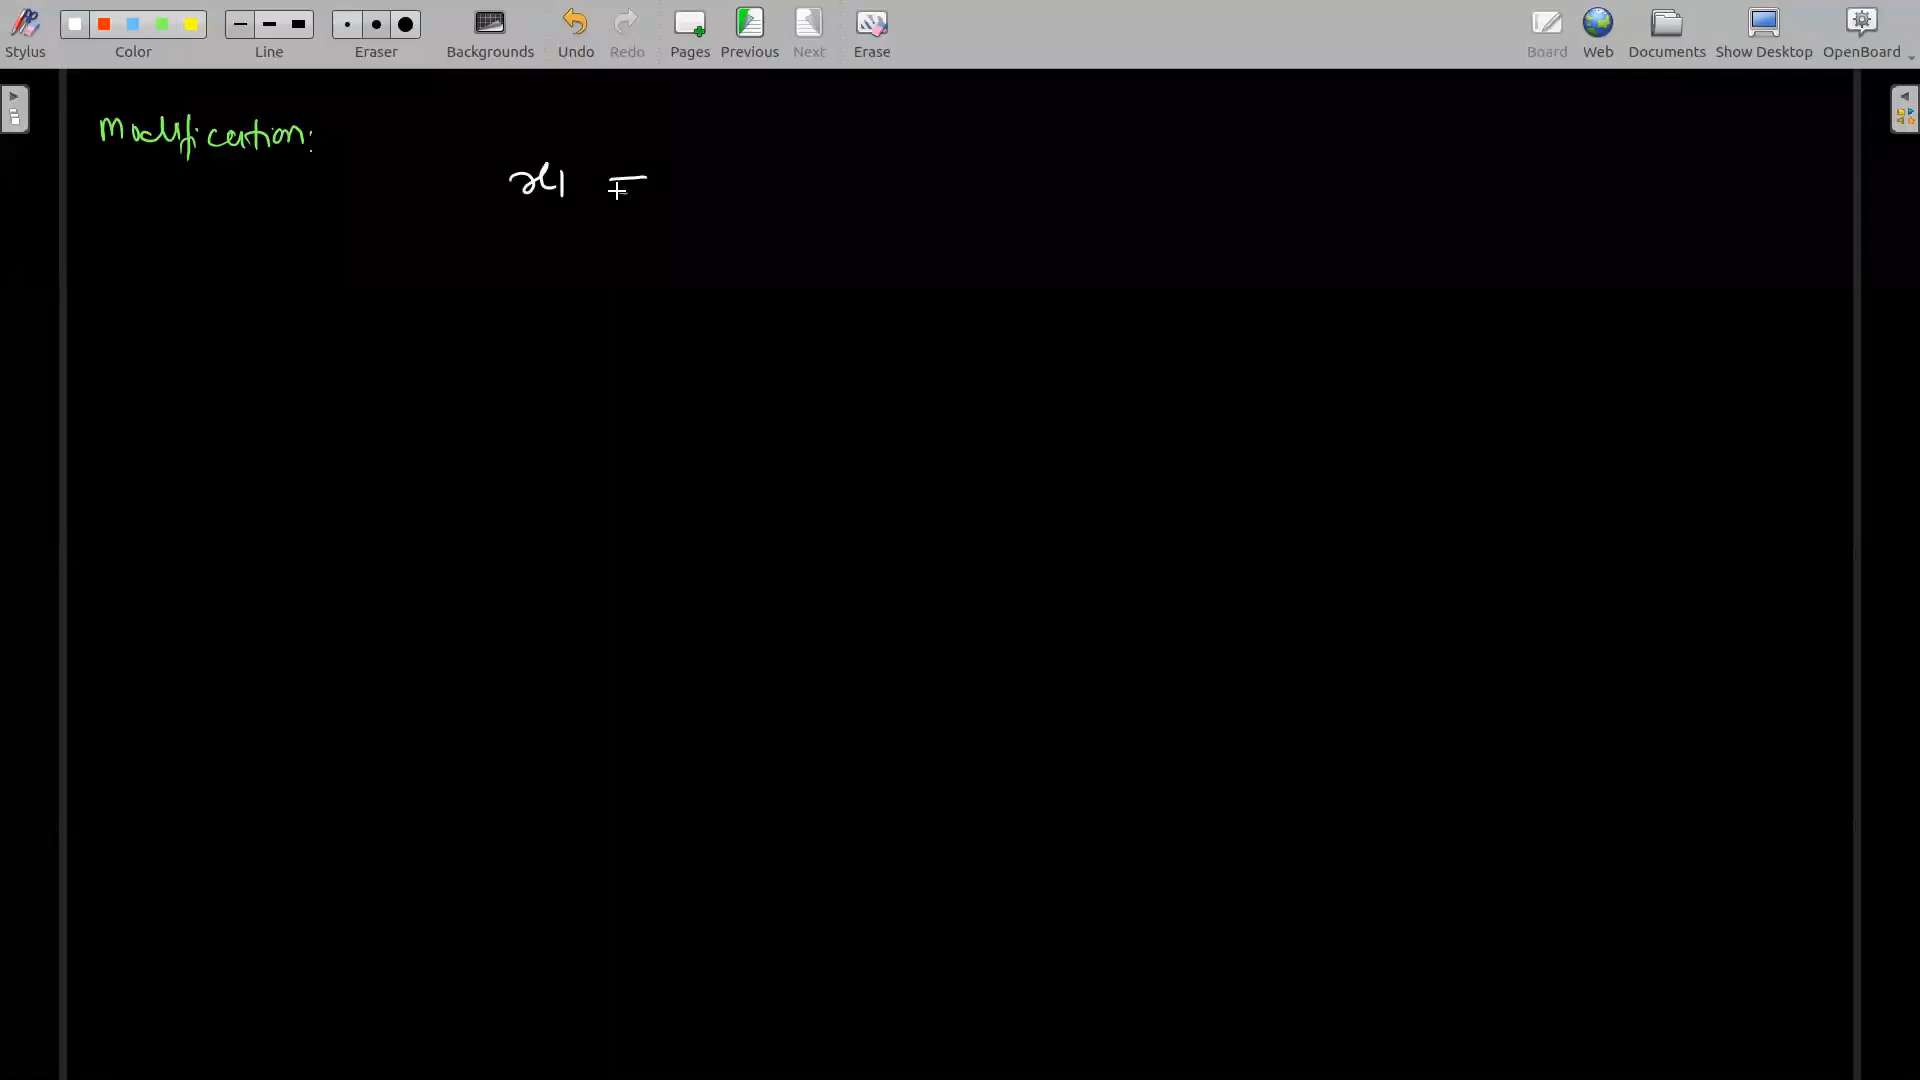 Stylus Color Line Eraser Backgrounds Undo Redo Pages Previous Next Erase Board Web Documents Show Desktop OpenBoard
Modification:
x1 =